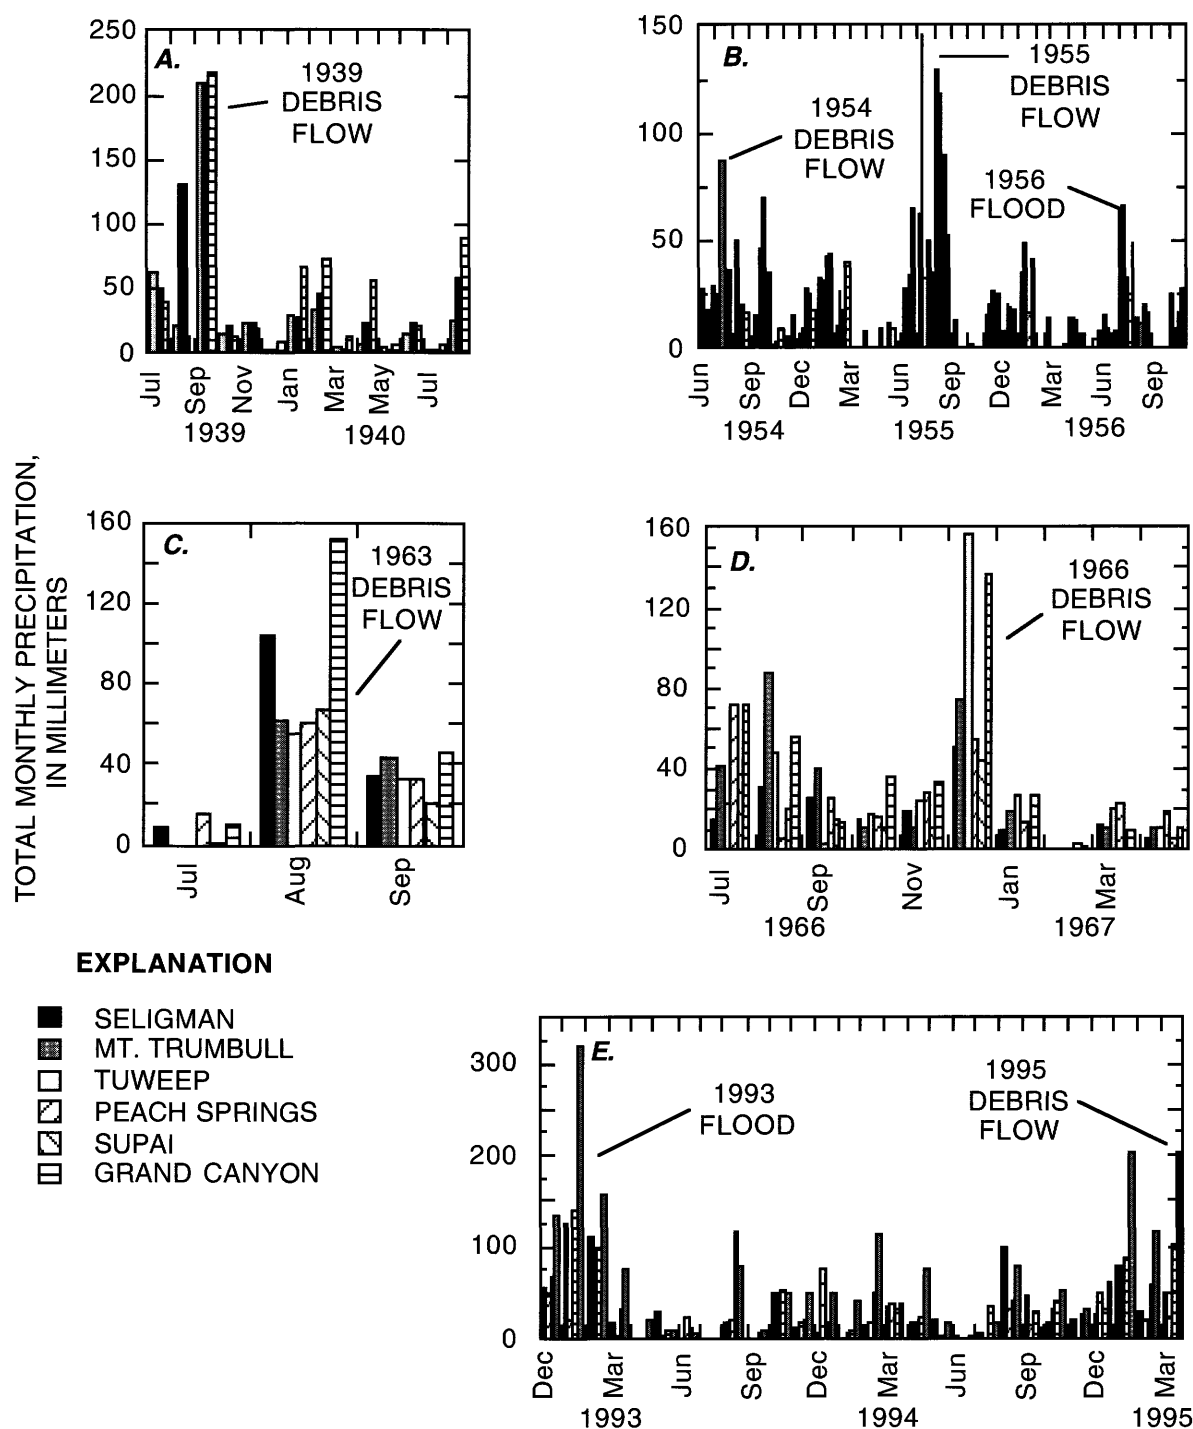 TOTAL MONTHLY PRECIPITATION,
IN MILLIMETERS
A.
250
200
150
100
50
0
1939
DEBRIS
FLOW
Jul Sep Nov Jan Mar May Jul
1939 1940
B.
150
100
50
0
1954
DEBRIS
FLOW
1955
DEBRIS
FLOW
1956
FLOOD
Jun Sep Dec Mar Jun Sep Dec Mar Jun Sep
1954 1955 1956
C.
160
120
80
40
0
1963
DEBRIS
FLOW
Jul Aug Sep
D.
160
120
80
40
0
1966
DEBRIS
FLOW
Jul Sep Nov Jan Mar
1966 1967
EXPLANATION
SELIGMAN
MT. TRUMBULL
TUWEEP
PEACH SPRINGS
SUPAI
GRAND CANYON
E.
300
200
100
0
1993
FLOOD
1995
DEBRIS
FLOW
Dec Mar Jun Sep Dec Mar Jun Sep Dec Mar
1993 1994 1995